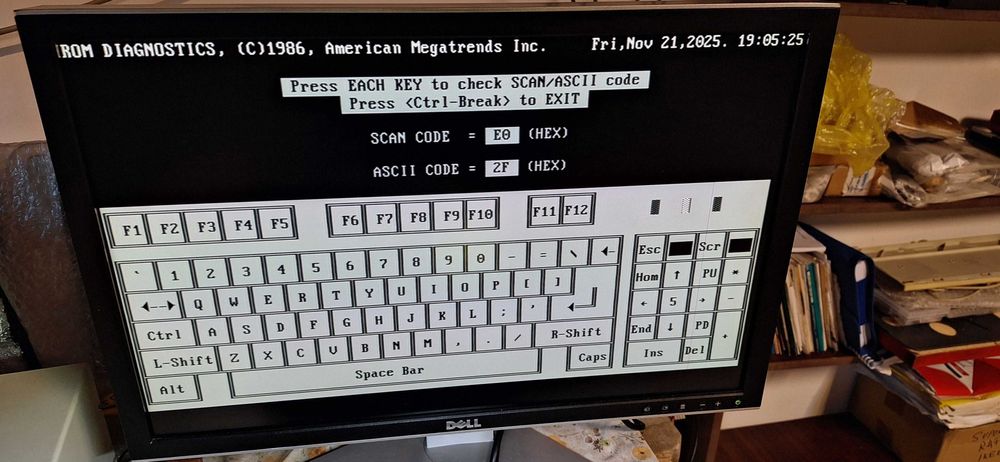 ROM DIAGNOSTICS, (C)1986, American Megatrends Inc. Fri,Nov 21,2025. 19:05:25
Press EACH KEY to check SCAN/ASCII code
Press <Ctrl-Break> to EXIT
SCAN CODE = E0 (HEX)
ASCII CODE = 2F (HEX)
F1 F2 F3 F4 F5 F6 F7 F8 F9 F10 F11 F12
Esc Scr
` 1 2 3 4 5 6 7 8 9 0 - = \ ←
Hom ↑ PU *
←--→ Q W E R T Y U I O P [ ]
← 5 → -
Ctrl A S D F G H J K L ; '
End ↓ PD +
L-Shift Z X C V B N M , . / R-Shift
Ins Del
Alt Space Bar Caps
DELL